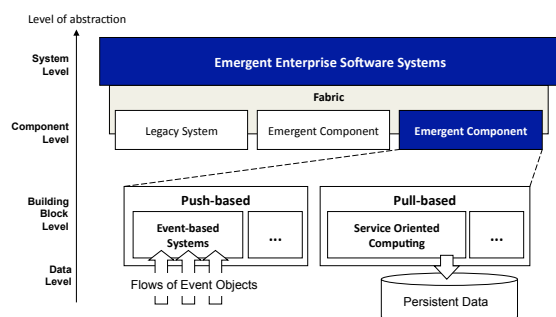 Level of abstraction
System
Level
Emergent Enterprise Software Systems
Fabric
Component
Level
Legacy System
Emergent Component
Emergent Component
Building
Block
Level
Push-based
Event-based
Systems
...
Pull-based
Service Oriented
Computing
...
Data
Level
Flows of Event Objects
Persistent Data